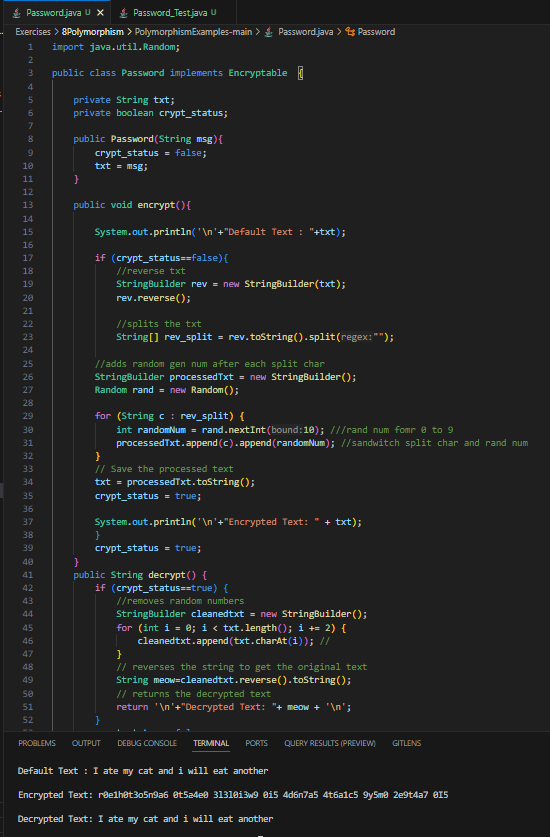 Password.java U ×
Password_Test.java U
Exercises > 8Polymorphism > PolymorphismExamples-main > Password.java > Password
1 import java.util.Random;
2
3 public class Password implements Encryptable {
4
5 private String txt;
6 private boolean crypt_status;
7
8 public Password(String msg){
9 crypt_status = false;
10 txt = msg;
11 }
12
13 public void encrypt(){
14
15 System.out.println('\n'+"Default Text : "+txt);
16
17 if (crypt_status==false){
18 //reverse txt
19 StringBuilder rev = new StringBuilder(txt);
20 rev.reverse();
21
22 //splits the txt
23 String[] rev_split = rev.toString().split(regex:"");
24
25 //adds random gen num after each split char
26 StringBuilder processedTxt = new StringBuilder();
27 Random rand = new Random();
28
29 for (String c : rev_split) {
30 int randomNum = rand.nextInt(bound:10); ///rand num fomr 0 to 9
31 processedTxt.append(c).append(randomNum); //sandwitch split char and rand num
32 }
33 // Save the processed text
34 txt = processedTxt.toString();
35 crypt_status = true;
36
37 System.out.println('\n'+"Encrypted Text: " + txt);
38 }
39 crypt_status = true;
40 }
41 public String decrypt() {
42 if (crypt_status==true) {
43 //removes random numbers
44 StringBuilder cleanedtxt = new StringBuilder();
45 for (int i = 0; i < txt.length(); i += 2) {
46 cleanedtxt.append(txt.charAt(i)); //
47 }
48 // reverses the string to get the original text
49 String meow=cleanedtxt.reverse().toString();
50 // returns the decrypted text
51 return '\n'+"Decrypted Text: "+ meow + '\n';
52 }
PROBLEMS OUTPUT DEBUG CONSOLE TERMINAL PORTS QUERY RESULTS (PREVIEW) GITLENS
Default Text : I ate my cat and i will eat another
Encrypted Text: r0e1h0t3o5n9a6 0t5a4e0 3l3l0i3w9 0i5 4d6n7a5 4t6a1c5 9y5m0 2e9t4a7 0I5
Decrypted Text: I ate my cat and i will eat another